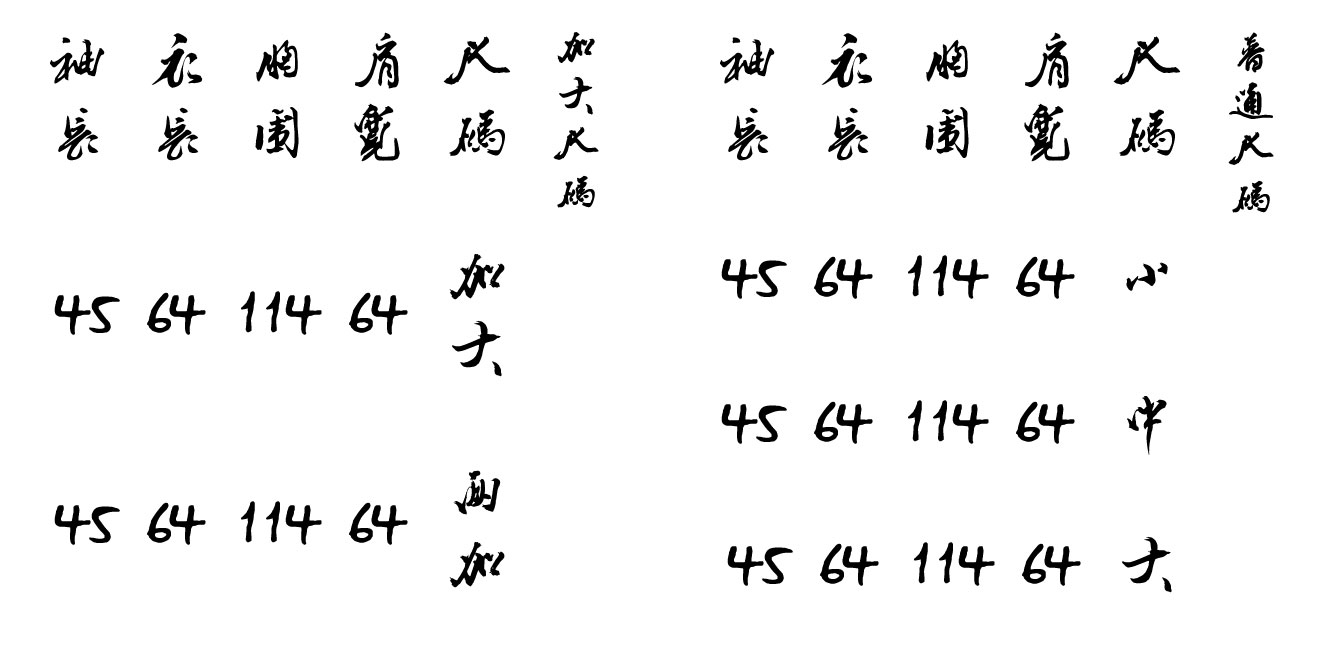 普通尺碼
尺碼 肩寬 胸圍 衣長 袖長
小 64 114 64 45
中 64 114 64 45
大 64 114 64 45
加大尺碼
尺碼 肩寬 胸圍 衣長 袖長
加大 64 114 64 45
兩加 64 114 64 45